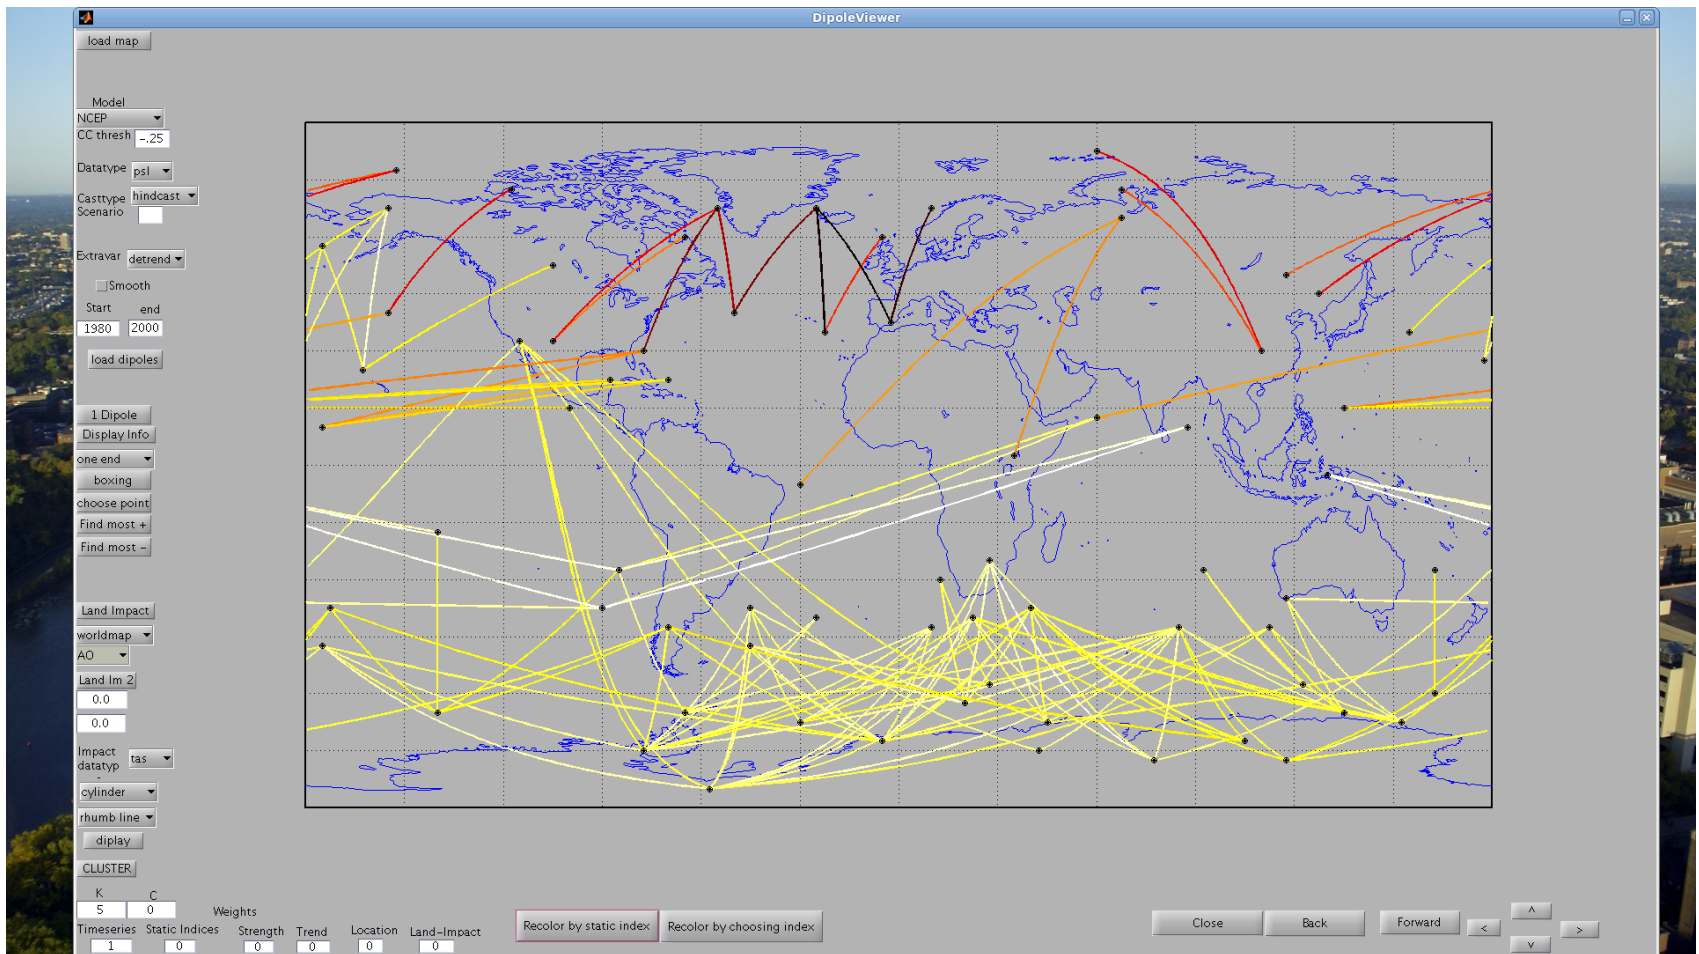 DipoleViewer
load map
Model
NCEP
CC thresh -.25
Datatype psl
Casttype hindcast
Scenario
Extravar detrend
Smooth
Start end
1980 2000
load dipoles
1 Dipole
Display Info
one end
boxing
choose point
Find most +
Find most -
Land Impact
worldmap
AO
Land Im 2
0.0
0.0
Impact
datatyp tas
cylinder
rhumb line
diplay
CLUSTER
K C
5 0 Weights
Timeseries Static Indices Strength Trend Location Land-Impact
1 0 0 0 0 0
Recolor by static index Recolor by choosing index
Close Back Forward < ^ v >